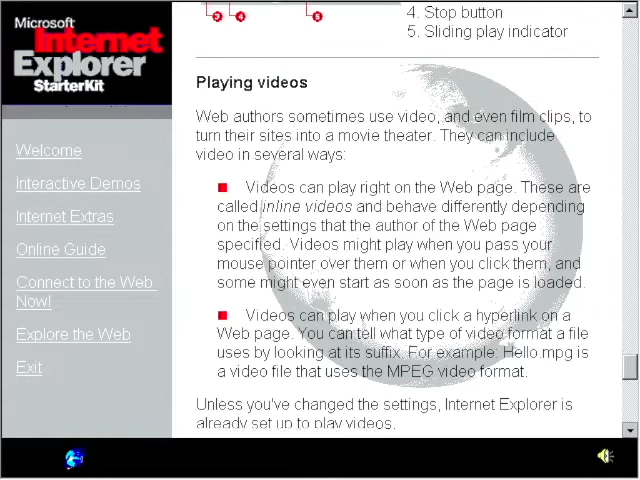 Microsoft
Internet
Explorer
StarterKit
Welcome
Interactive Demos
Internet Extras
Online Guide
Connect to the Web
Now!
Explore the Web
Exit
3 4 5
4. Stop button
5. Sliding play indicator
Playing videos
Web authors sometimes use video, and even film clips, to
turn their sites into a movie theater. They can include
video in several ways:
Videos can play right on the Web page. These are
called inline videos and behave differently depending
on the settings that the author of the Web page
specified. Videos might play when you pass your
mouse pointer over them or when you click them, and
some might even start as soon as the page is loaded.
Videos can play when you click a hyperlink on a
Web page. You can tell what type of video format a file
uses by looking at its suffix. For example: Hello.mpg is
a video file that uses the MPEG video format.
Unless you've changed the settings, Internet Explorer is
already set up to play videos.